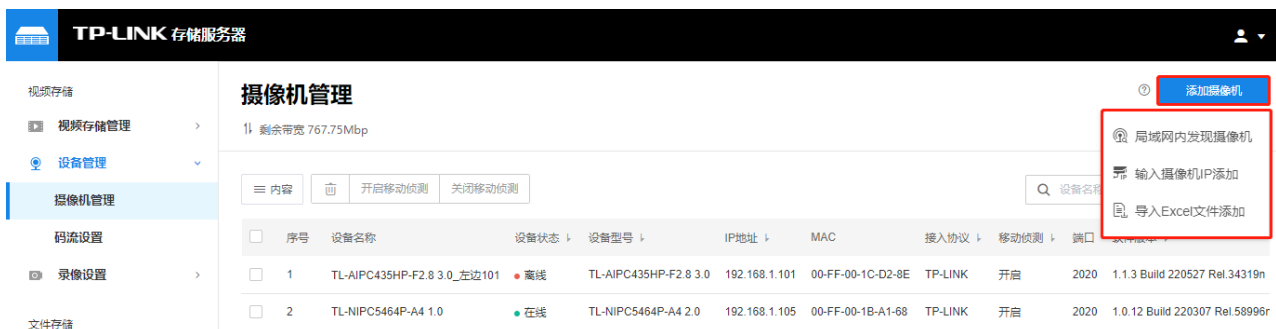 TP-LINK 存储服务器
视频存储
视频存储管理
设备管理
摄像机管理
码流设置
录像设置
文件存储
摄像机管理
剩余带宽 767.75Mbp
添加摄像机
局域网内发现摄像机
输入摄像机IP添加
导入Excel文件添加
内容 开启移动侦测 关闭移动侦测 设备名称
序号 设备名称 设备状态 设备型号 IP地址 MAC 接入协议 移动侦测 端口
1 TL-AIPC435HP-F2.8 3.0_左边101 离线 TL-AIPC435HP-F2.8 3.0 192.168.1.101 00-FF-00-1C-D2-8E TP-LINK 开启 2020 1.1.3 Build 220527 Rel.34319n
2 TL-NIPC5464P-A4 1.0 在线 TL-NIPC5464P-A4 2.0 192.168.1.105 00-FF-00-1B-A1-68 TP-LINK 开启 2020 1.0.12 Build 220307 Rel.58996r